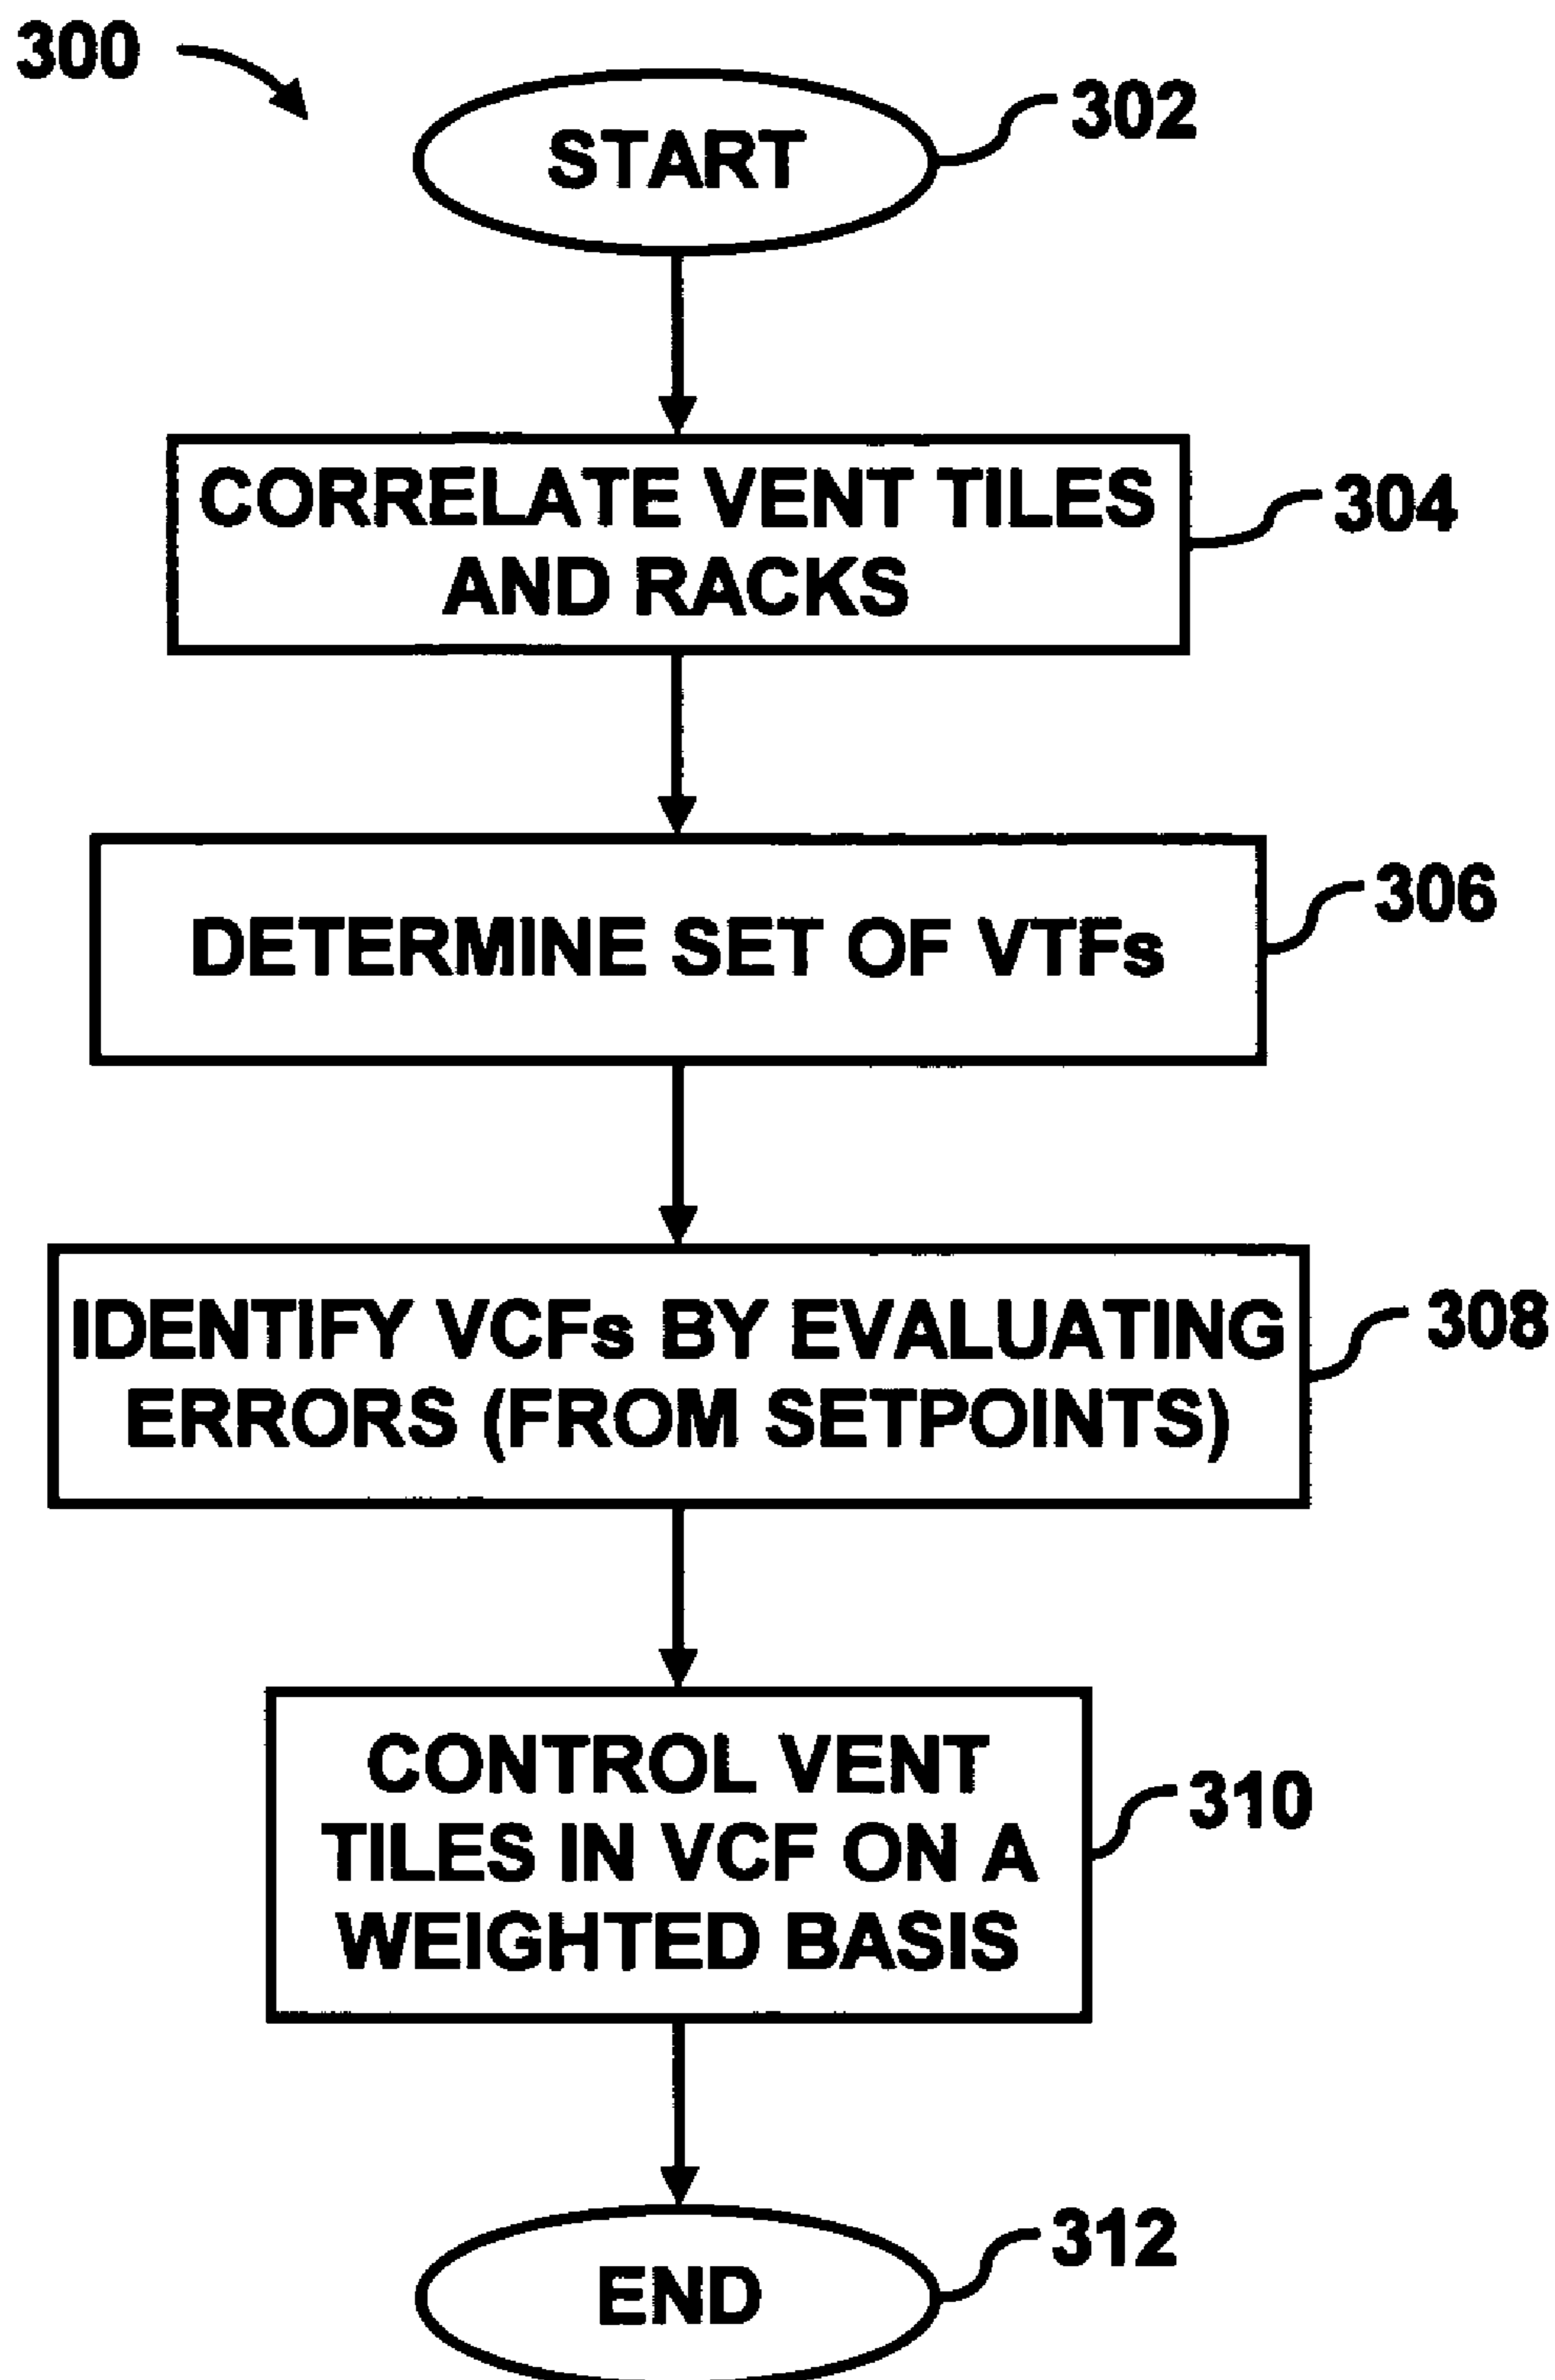 300
START
302
CORRELATE VENT TILES
AND RACKS
304
DETERMINE SET OF VTFs
306
IDENTIFY VCFs BY EVALUATING
ERRORS (FROM SETPOINTS)
308
CONTROL VENT
TILES IN VCF ON A
WEIGHTED BASIS
310
END
312